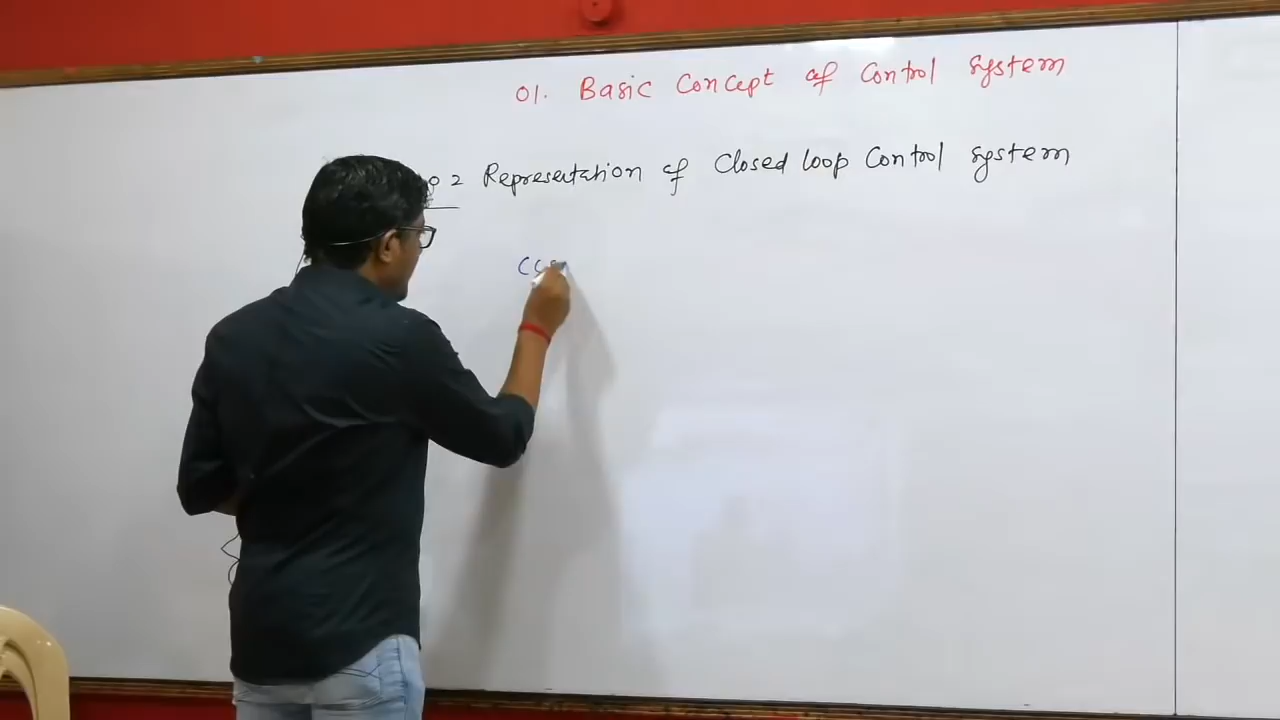 01. Basic Concept of Control System
2 Representation of Closed loop Control System